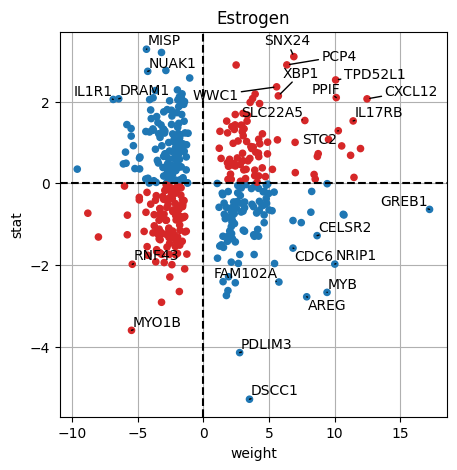 Estrogen
MISP
SNX24
PCP4
NUAK1
XBP1
TPD52L1
IL1R1
DRAM1
WWC1
PPIF
CXCL12
SLC22A5
IL17RB
STC2
GREB1
CELSR2
RNF43
CDC6
NRIP1
FAM102A
MYB
AREG
MYO1B
PDLIM3
DSCC1
2
0
−2
−4
stat
−10
−5
0
5
10
15
weight